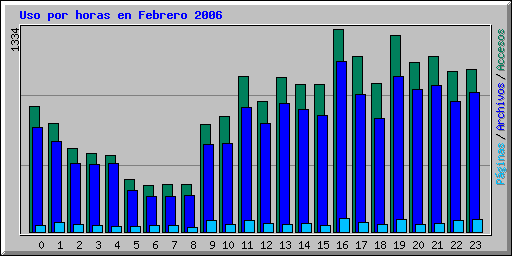 Uso por horas en Febrero 2006
1334
Páginas / Archivos / Accesos
0 1 2 3 4 5 6 7 8 9 10 11 12 13 14 15 16 17 18 19 20 21 22 23